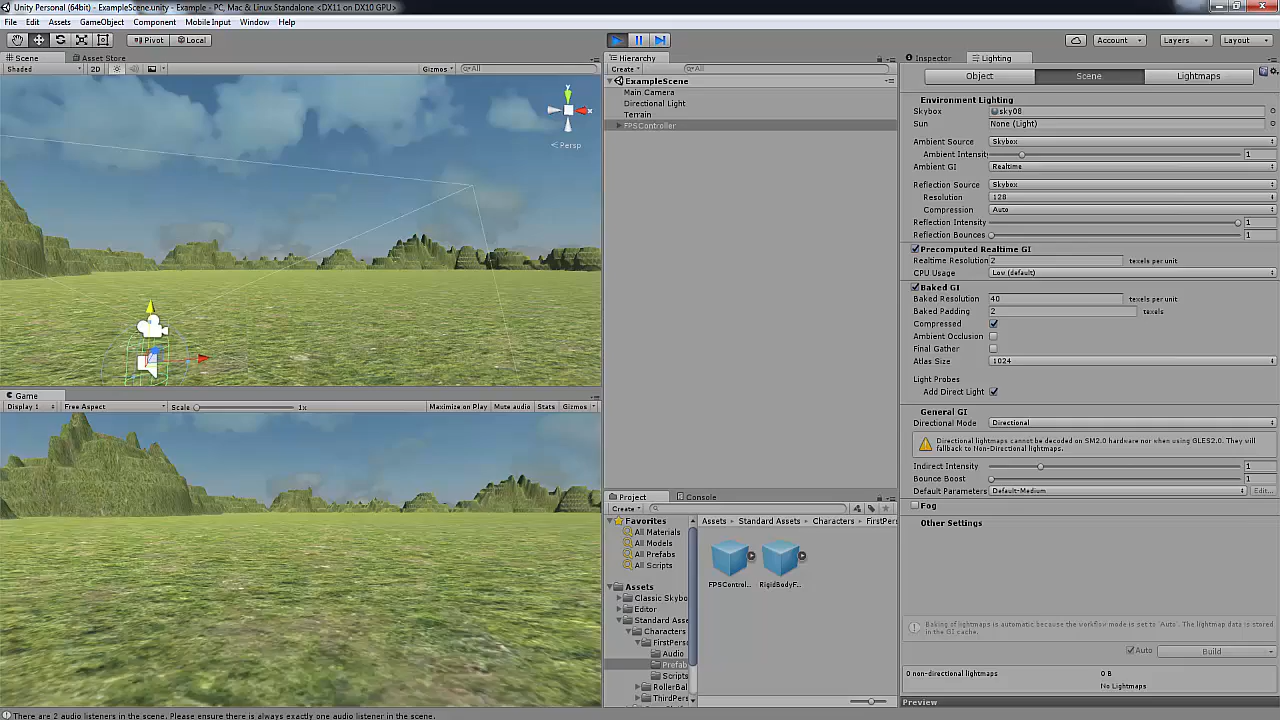 Unity Personal (64bit) - ExampleScene.unity - Example - PC, Mac & Linux Standalone <DX11 on DX10 GPU>
File Edit Assets GameObject Component Mobile Input Window Help
Pivot Local
Account Layers Layout
Scene Asset Store
Shaded 2D Gizmos All
Persp
Game
Display 1 Free Aspect Scale 1x Maximize on Play Mute audio Stats Gizmos
Hierarchy
Create All
ExampleScene
Main Camera
Directional Light
Terrain
FPSController
Project Console
Create
Favorites
All Materials
All Models
All Prefabs
All Scripts
Assets
Classic Skybo
Editor
Standard Asse
Characters
FirstPers
Audio
Prefab
Scripts
RollerBal
ThirdPers
Assets Standard Assets Characters FirstPers
FPSControl...
RigidBodyF...
Inspector Lighting
Object Scene Lightmaps
Environment Lighting
Skybox sky08
Sun None (Light)
Ambient Source Skybox
Ambient Intensit 1
Ambient GI Realtime
Reflection Source Skybox
Resolution 128
Compression Auto
Reflection Intensity 1
Reflection Bounces 1
Precomputed Realtime GI
Realtime Resolution 2 texels per unit
CPU Usage Low (default)
Baked GI
Baked Resolution 40 texels per unit
Baked Padding 2 texels
Compressed
Ambient Occlusion
Final Gather
Atlas Size 1024
Light Probes
Add Direct Light
General GI
Directional Mode Directional
Directional lightmaps cannot be decoded on SM2.0 hardware nor when using GLES2.0. They will
fallback to Non-Directional lightmaps.
Indirect Intensity 1
Bounce Boost 1
Default Parameters Default-Medium Edit...
Fog
Other Settings
Baking of lightmaps is automatic because the workflow mode is set to 'Auto'. The lightmap data is stored
in the GI cache.
Auto Build
0 non-directional lightmaps 0 B
No Lightmaps
Preview
There are 2 audio listeners in the scene. Please ensure there is always exactly one audio listener in the scene.